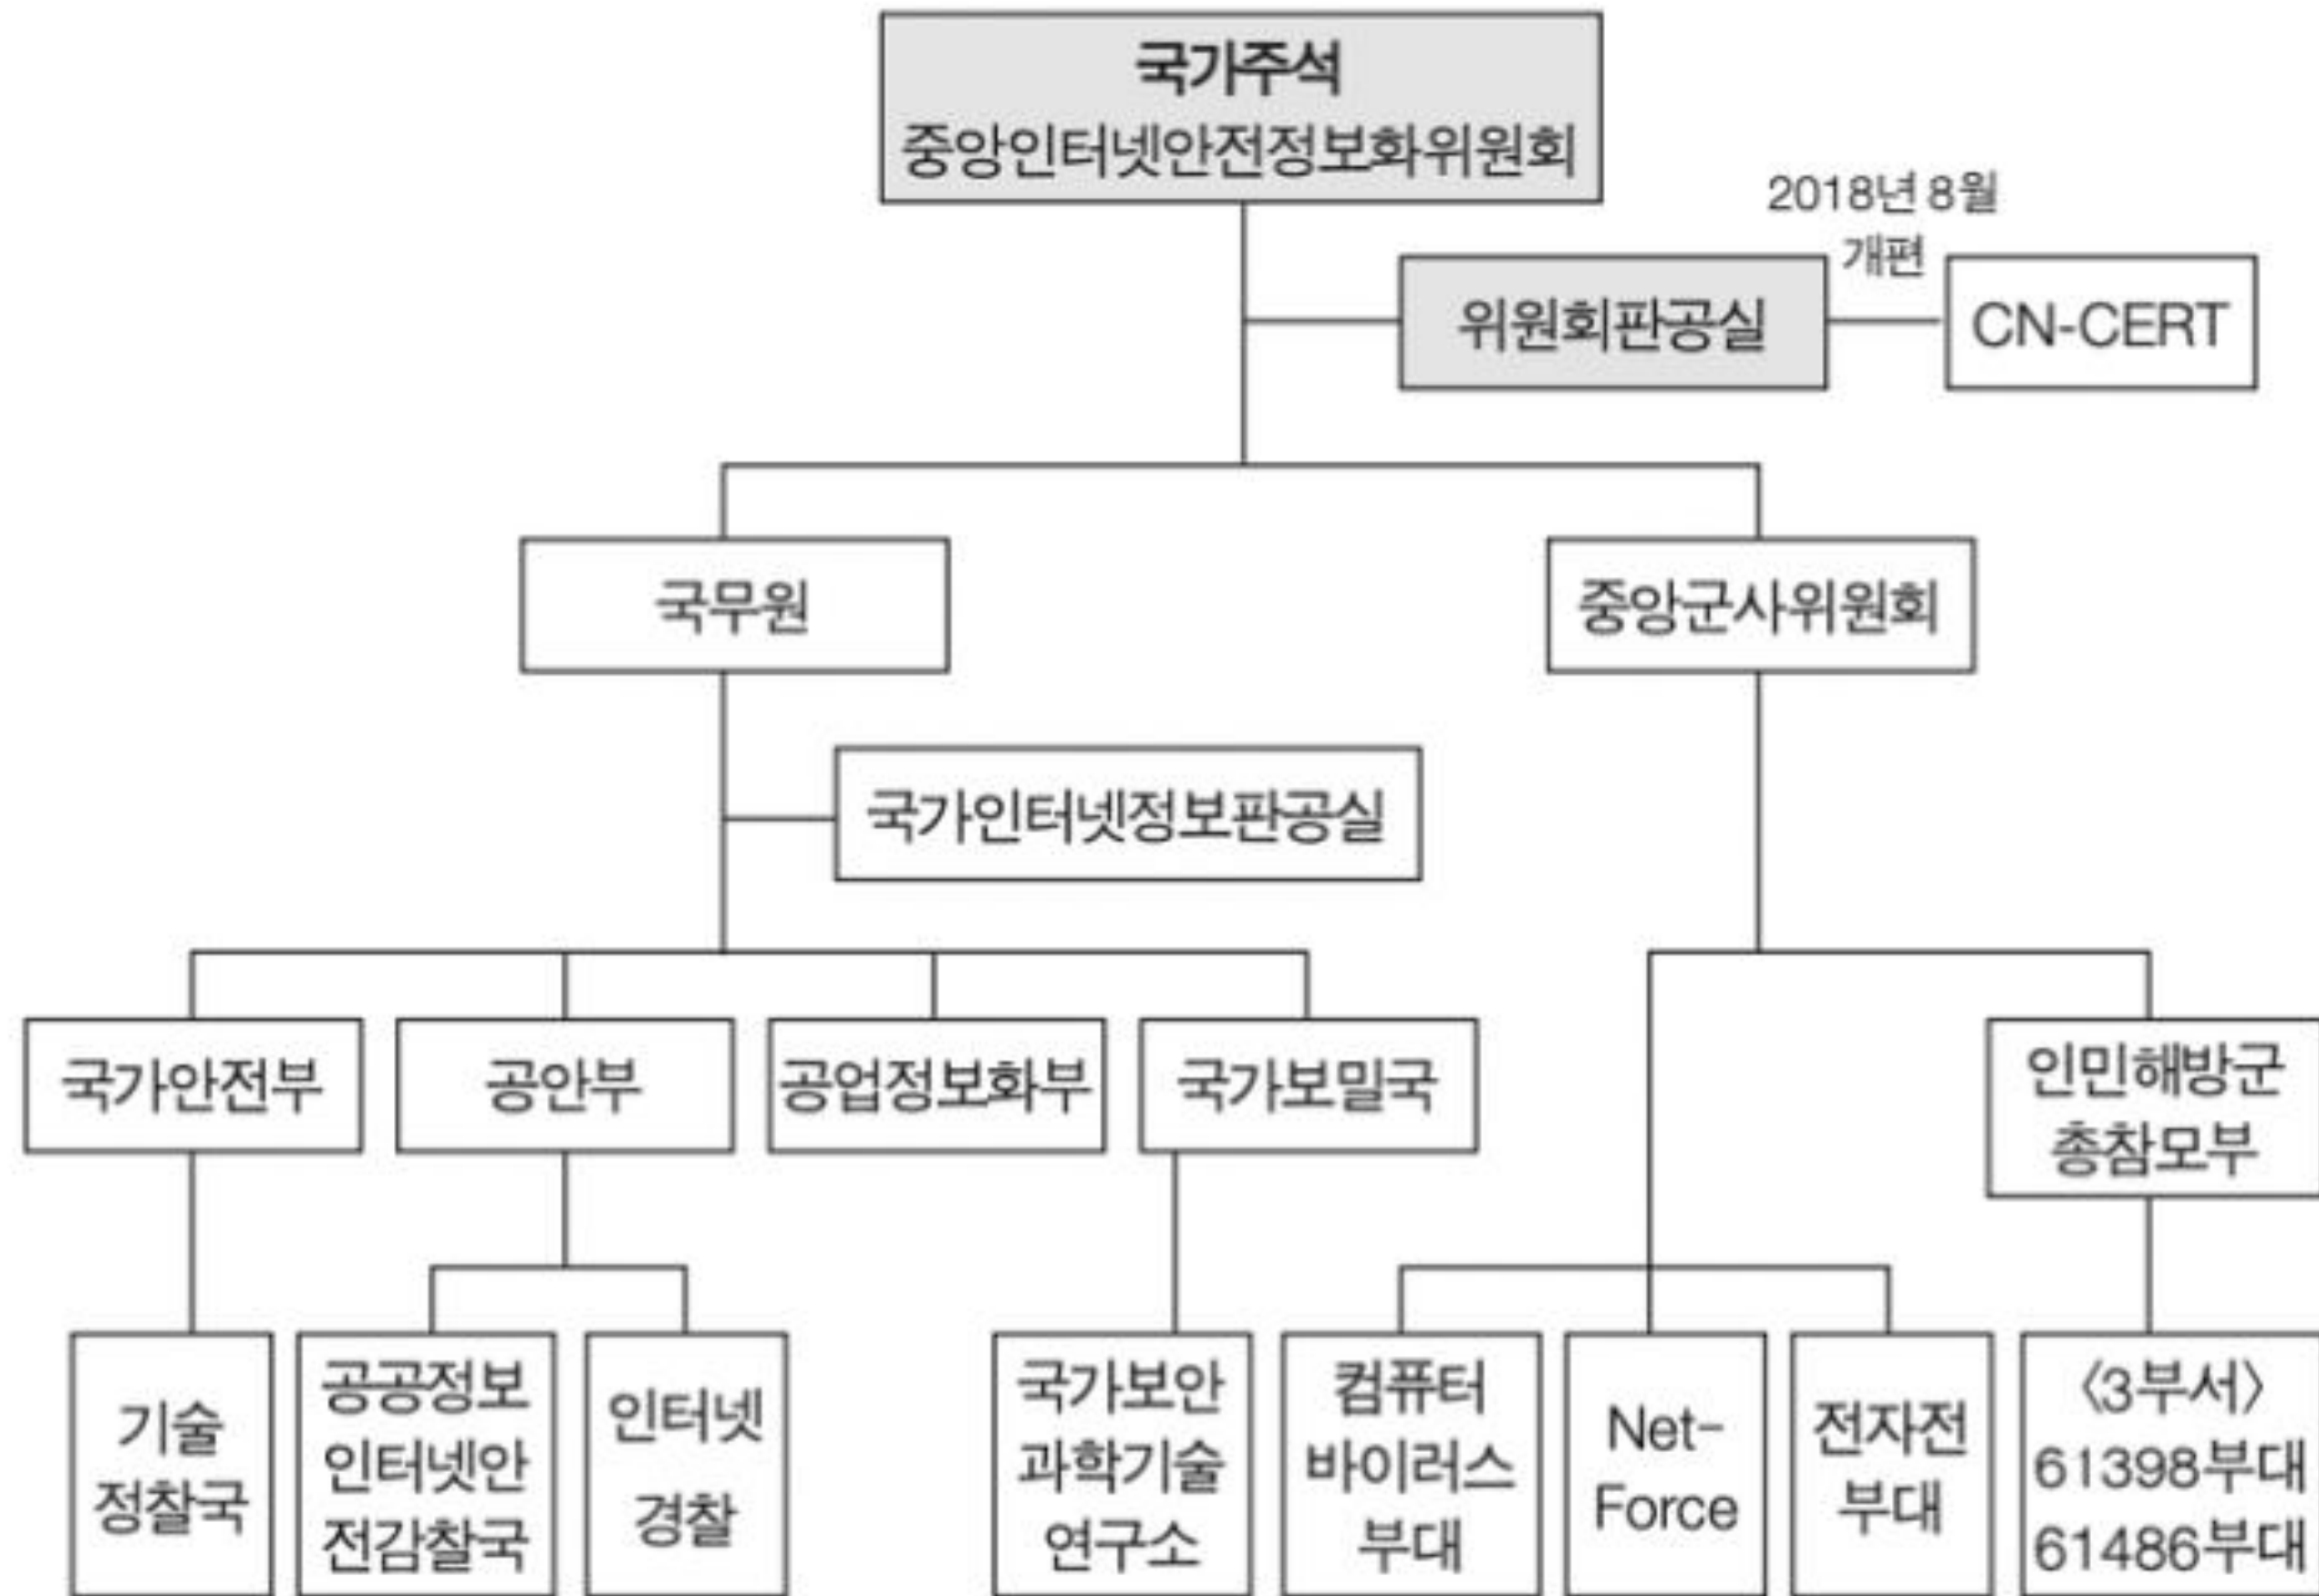 국가주석
중앙인터넷안전정보화위원회
2018년 8월
개편
위원회판공실
CN-CERT
국무원
중앙군사위원회
국가인터넷정보판공실
국가안전부
공안부
공업정보화부
국가보밀국
인민해방군
총참모부
기술
정찰국
공공정보
인터넷안
전감찰국
인터넷
경찰
국가보안
과학기술
연구소
컴퓨터
바이러스
부대
Net-
Force
전자전
부대
〈3부서〉
61398부대
61486부대